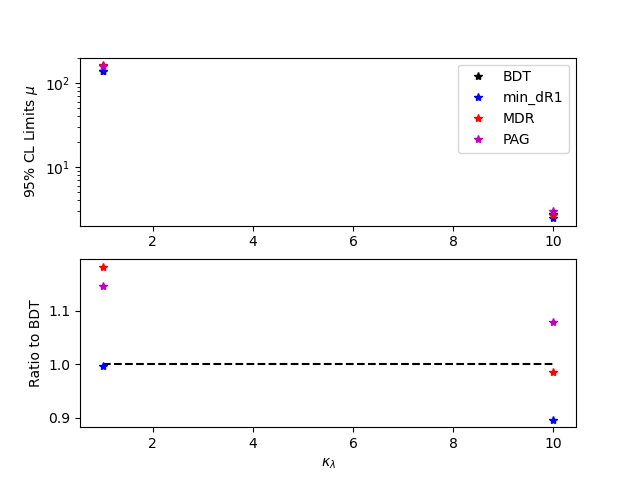 95% CL Limits μ
10²
10¹
BDT
min_dR1
MDR
PAG
2 4 6 8 10
Ratio to BDT
1.1
1.0
0.9
2 4 6 8 10
κλ